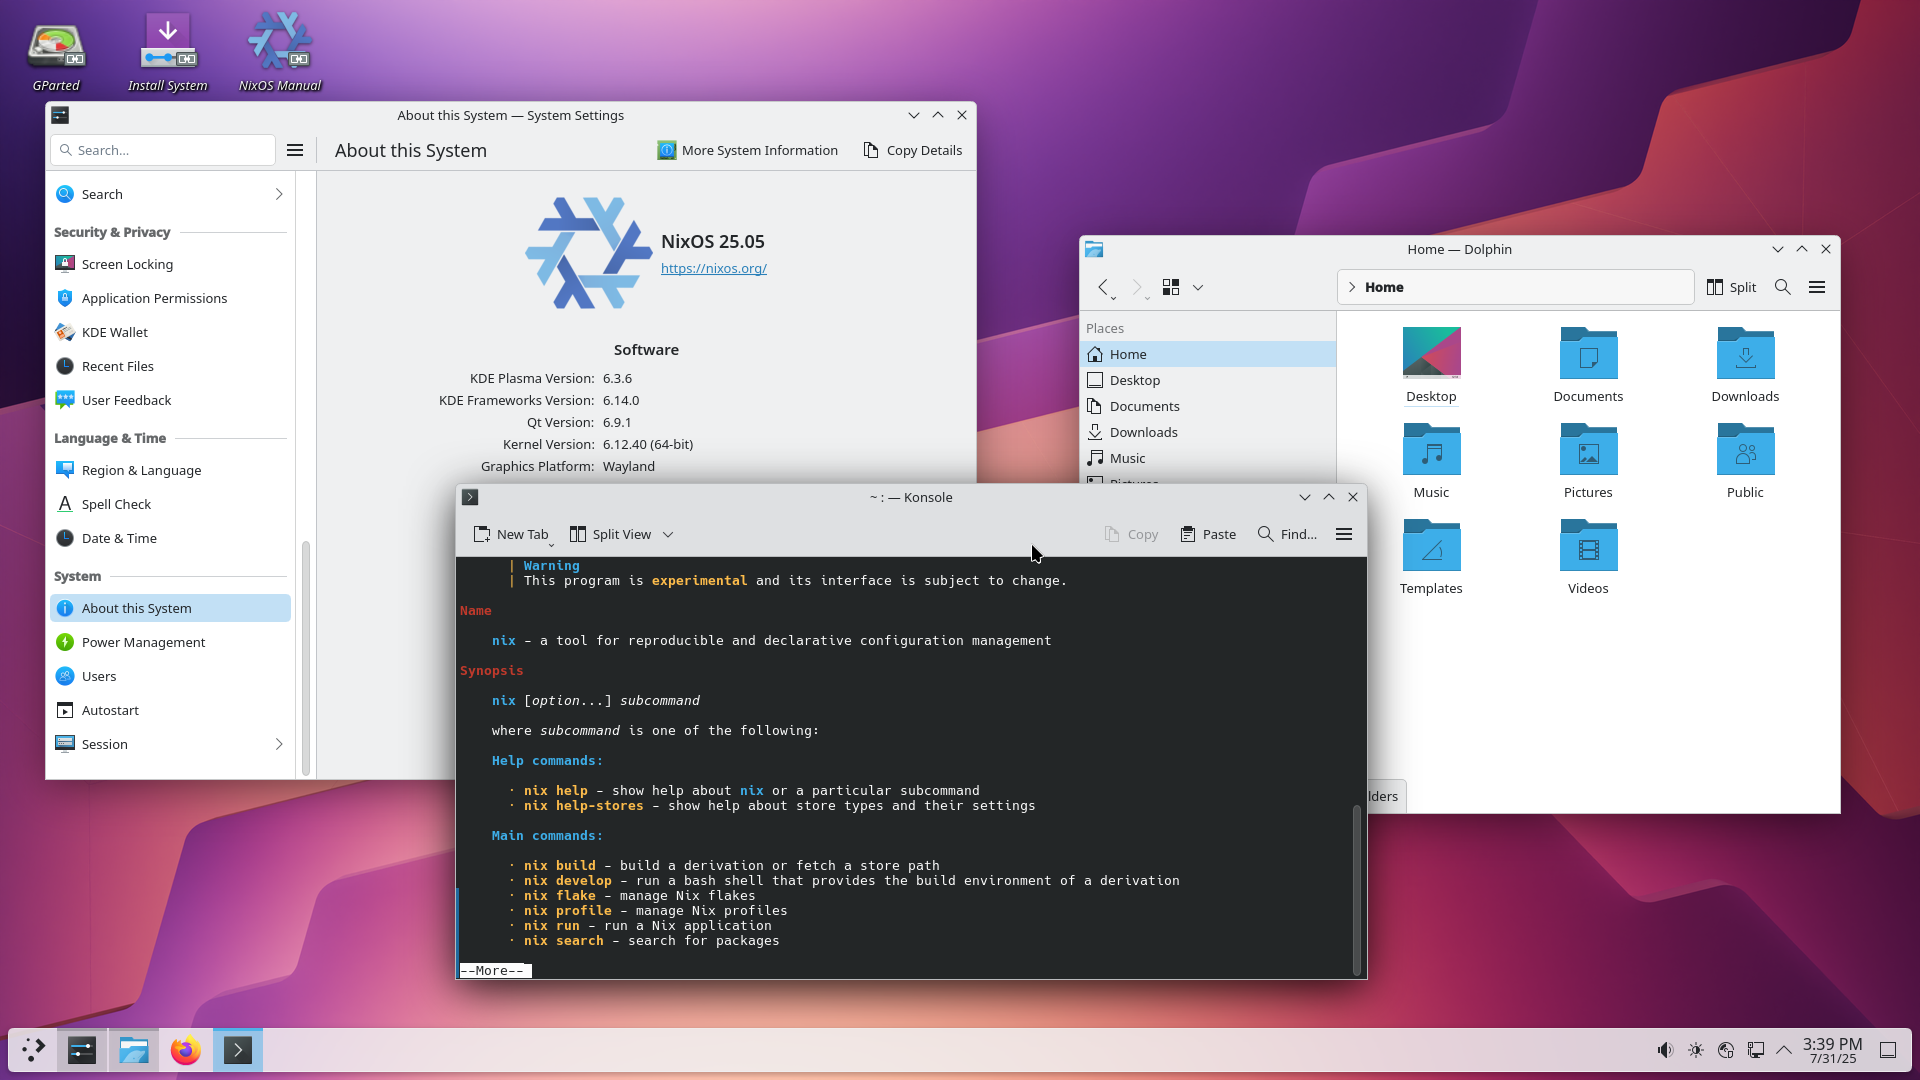 GParted
Install System
NixOS Manual
About this System — System Settings
Search...
About this System
More System Information
Copy Details
Search
Security & Privacy
Screen Locking
Application Permissions
KDE Wallet
Recent Files
User Feedback
Language & Time
Region & Language
Spell Check
Date & Time
System
About this System
Power Management
Users
Autostart
Session
NixOS 25.05
https://nixos.org/
Software
KDE Plasma Version: 6.3.6
KDE Frameworks Version: 6.14.0
Qt Version: 6.9.1
Kernel Version: 6.12.40 (64-bit)
Graphics Platform: Wayland
Home — Dolphin
Home
Split
Places
Home
Desktop
Documents
Downloads
Music
Pictures
Desktop
Documents
Downloads
Music
Pictures
Public
Templates
Videos
lders
~ : — Konsole
New Tab
Split View
Copy
Paste
Find...
| Warning
| This program is experimental and its interface is subject to change.
Name
nix - a tool for reproducible and declarative configuration management
Synopsis
nix [option...] subcommand
where subcommand is one of the following:
Help commands:
· nix help - show help about nix or a particular subcommand
· nix help-stores - show help about store types and their settings
Main commands:
· nix build - build a derivation or fetch a store path
· nix develop - run a bash shell that provides the build environment of a derivation
· nix flake - manage Nix flakes
· nix profile - manage Nix profiles
· nix run - run a Nix application
· nix search - search for packages
--More--
3:39 PM
7/31/25